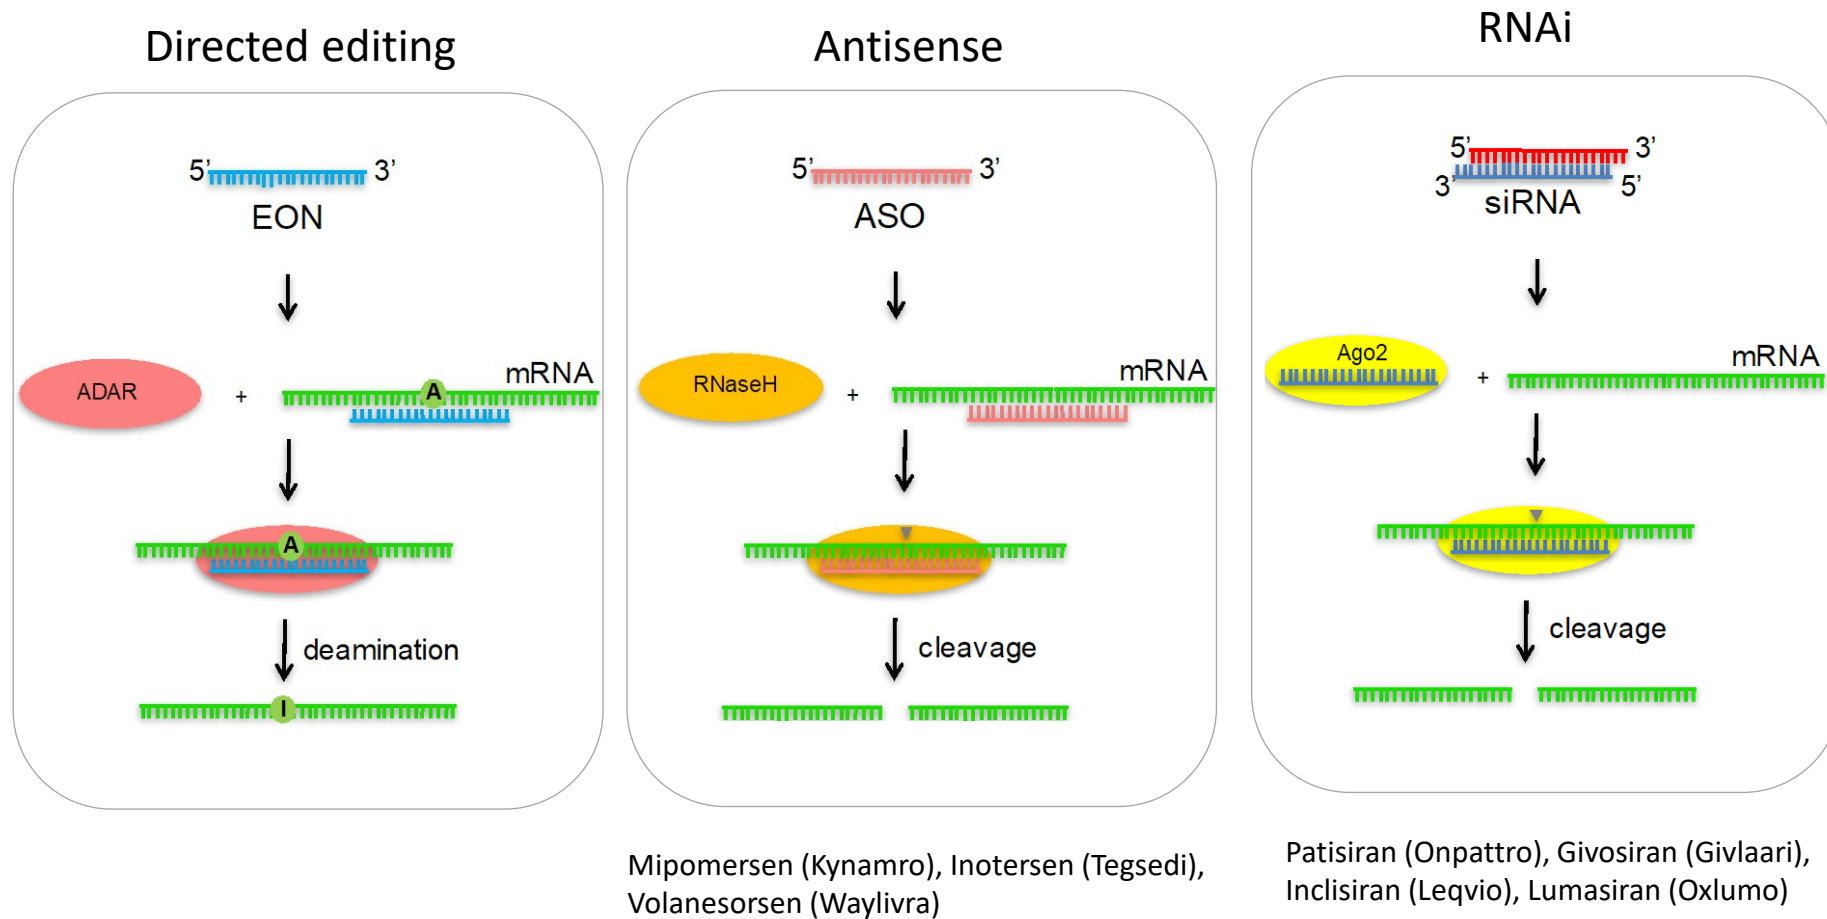 Directed editing
5’ 3’
EON
ADAR
+
mRNA
A
A
deamination
I
Antisense
5’ 3’
ASO
RNaseH
+
mRNA
cleavage
Mipomersen (Kynamro), Inotersen (Tegsedi),
Volanesorsen (Waylivra)
RNAi
5’ 3’
3’ 5’
siRNA
Ago2
+
mRNA
cleavage
Patisiran (Onpattro), Givosiran (Givlaari),
Inclisiran (Leqvio), Lumasiran (Oxlumo)